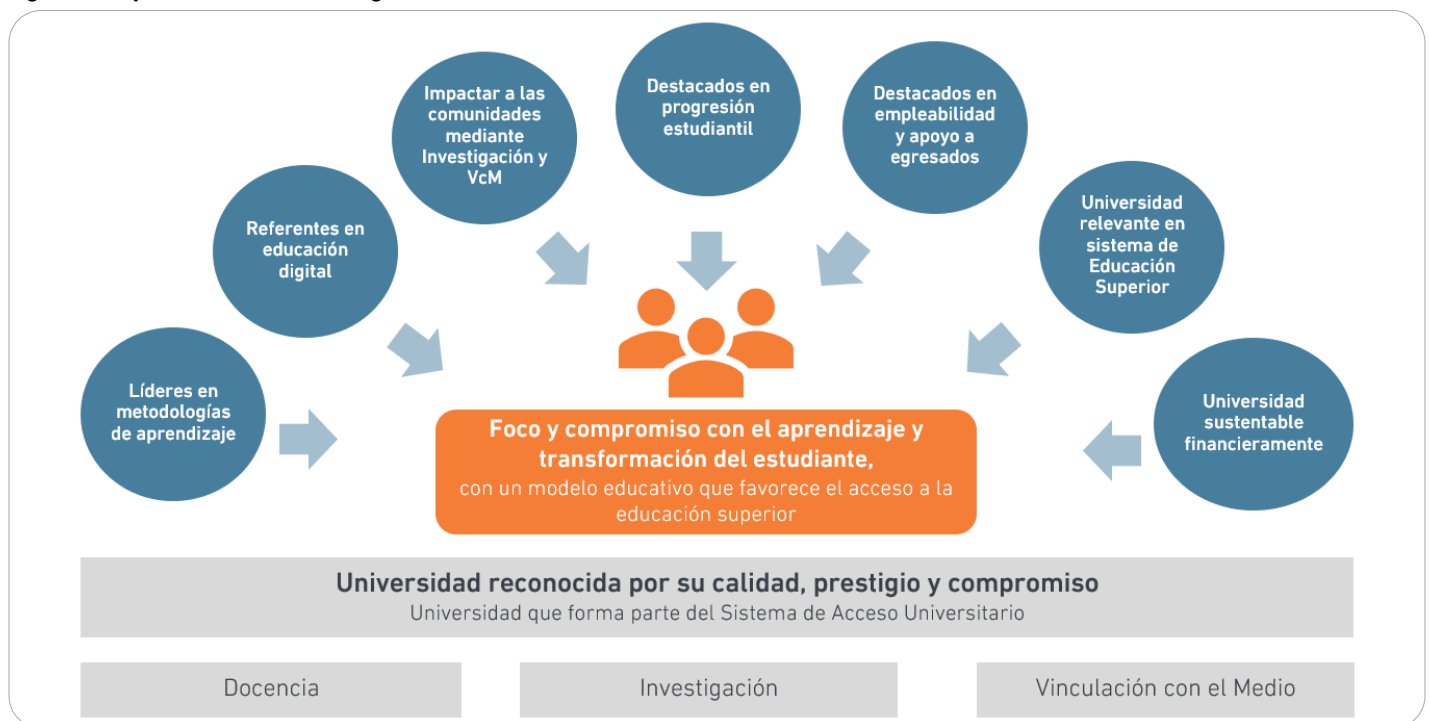 Impactar a las
comunidades
mediante
Investigación y
VcM
Destacados en
progresión
estudiantil
Destacados en
empleabilidad
y apoyo a
egresados
Referentes en
educación
digital
Universidad
relevante en
sistema de
Educación
Superior
Líderes en
metodologías
de aprendizaje
Universidad
sustentable
financieramente
Foco y compromiso con el aprendizaje y
transformación del estudiante,
con un modelo educativo que favorece el acceso a la
educación superior
Universidad reconocida por su calidad, prestigio y compromiso
Universidad que forma parte del Sistema de Acceso Universitario
Docencia
Investigación
Vinculación con el Medio